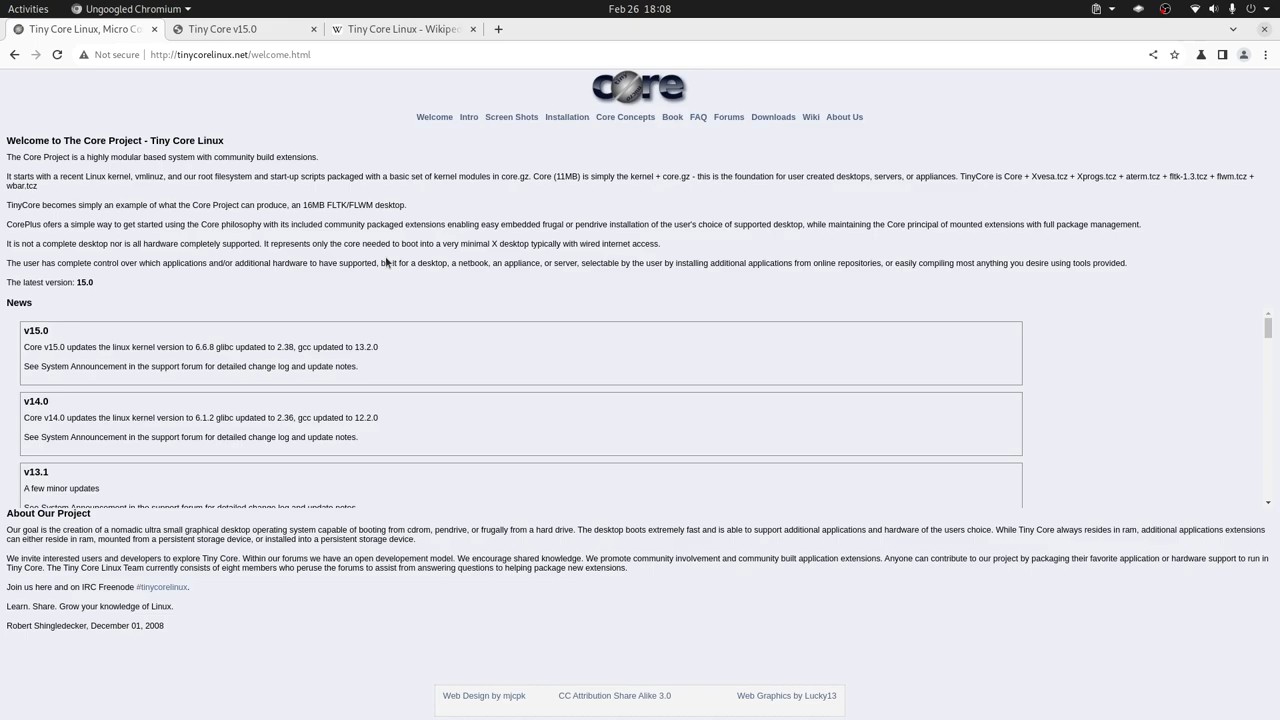 Activities Ungoogled Chromium Feb 26 18:08
Tiny Core Linux, Micro Co Tiny Core v15.0 Tiny Core Linux - Wikiped
Not secure http://tinycorelinux.net/welcome.html
core
Welcome Intro Screen Shots Installation Core Concepts Book FAQ Forums Downloads Wiki About Us
Welcome to The Core Project - Tiny Core Linux
The Core Project is a highly modular based system with community build extensions.
It starts with a recent Linux kernel, vmlinuz, and our root filesystem and start-up scripts packaged with a basic set of kernel modules in core.gz. Core (11MB) is simply the kernel + core.gz - this is the foundation for user created desktops, servers, or appliances. TinyCore is Core + Xvesa.tcz + Xprogs.tcz + aterm.tcz + fltk-1.3.tcz + flwm.tcz +
wbar.tcz
TinyCore becomes simply an example of what the Core Project can produce, an 16MB FLTK/FLWM desktop.
CorePlus ofers a simple way to get started using the Core philosophy with its included community packaged extensions enabling easy embedded frugal or pendrive installation of the user's choice of supported desktop, while maintaining the Core principal of mounted extensions with full package management.
It is not a complete desktop nor is all hardware completely supported. It represents only the core needed to boot into a very minimal X desktop typically with wired internet access.
The user has complete control over which applications and/or additional hardware to have supported, be it for a desktop, a netbook, an appliance, or server, selectable by the user by installing additional applications from online repositories, or easily compiling most anything you desire using tools provided.
The latest version: 15.0
News
v15.0
Core v15.0 updates the linux kernel version to 6.6.8 glibc updated to 2.38, gcc updated to 13.2.0
See System Announcement in the support forum for detailed change log and update notes.
v14.0
Core v14.0 updates the linux kernel version to 6.1.2 glibc updated to 2.36, gcc updated to 12.2.0
See System Announcement in the support forum for detailed change log and update notes.
v13.1
A few minor updates
See System Announcement in the support forum for detailed change log and update notes.
About Our Project
Our goal is the creation of a nomadic ultra small graphical desktop operating system capable of booting from cdrom, pendrive, or frugally from a hard drive. The desktop boots extremely fast and is able to support additional applications and hardware of the users choice. While Tiny Core always resides in ram, additional applications extensions
can either reside in ram, mounted from a persistent storage device, or installed into a persistent storage device.
We invite interested users and developers to explore Tiny Core. Within our forums we have an open developement model. We encourage shared knowledge. We promote community involvement and community built application extensions. Anyone can contribute to our project by packaging their favorite application or hardware support to run in
Tiny Core. The Tiny Core Linux Team currently consists of eight members who peruse the forums to assist from answering questions to helping package new extensions.
Join us here and on IRC Freenode #tinycorelinux.
Learn. Share. Grow your knowledge of Linux.
Robert Shingledecker, December 01, 2008
Web Design by mjcpk CC Attribution Share Alike 3.0 Web Graphics by Lucky13